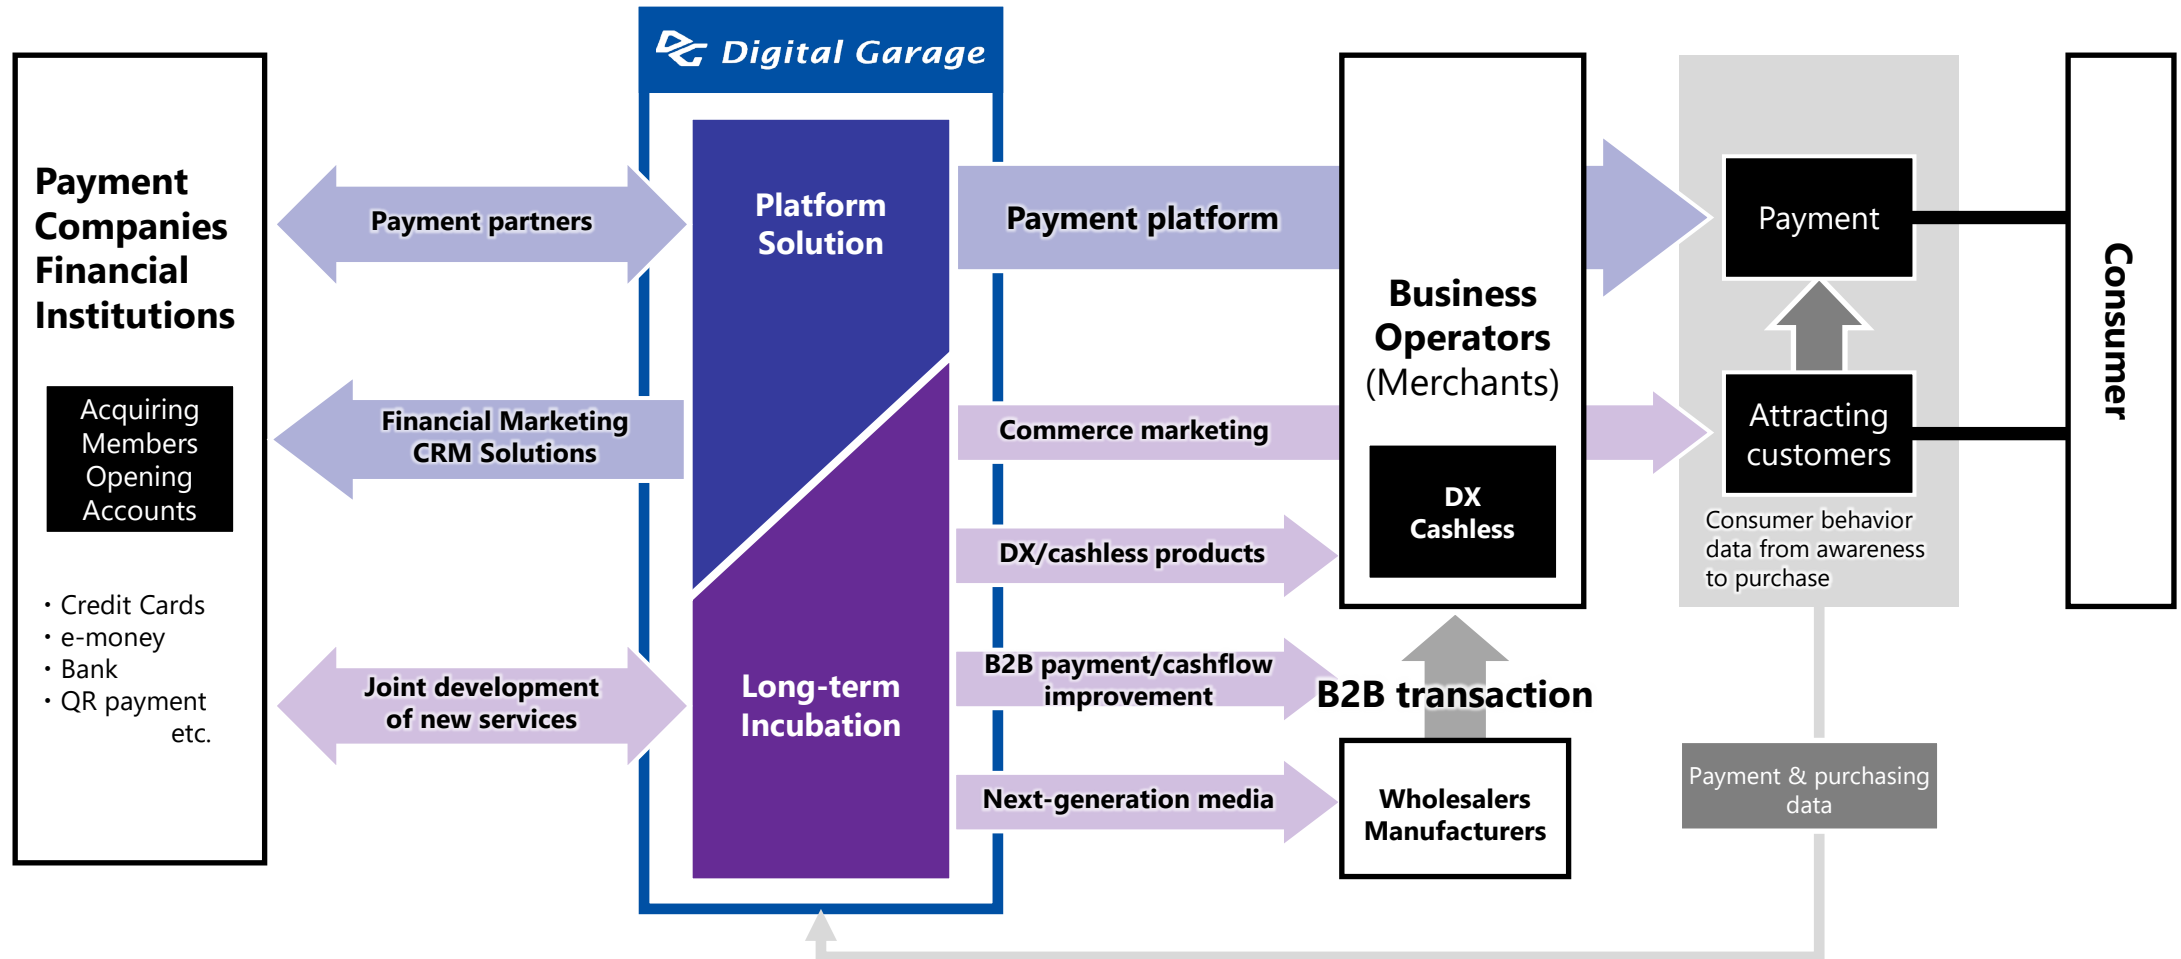 Digital Garage
Payment
Companies
Financial
Institutions
Acquiring
Members
Opening
Accounts
・Credit Cards
・e-money
・Bank
・QR payment
etc.
Payment partners
Financial Marketing
CRM Solutions
Joint development
of new services
Platform
Solution
Long-term
Incubation
Payment platform
Commerce marketing
DX/cashless products
B2B payment/cashflow
improvement
Next-generation media
Business
Operators
(Merchants)
DX
Cashless
B2B transaction
Wholesalers
Manufacturers
Payment
Attracting
customers
Consumer behavior
data from awareness
to purchase
Payment & purchasing
data
Consumer